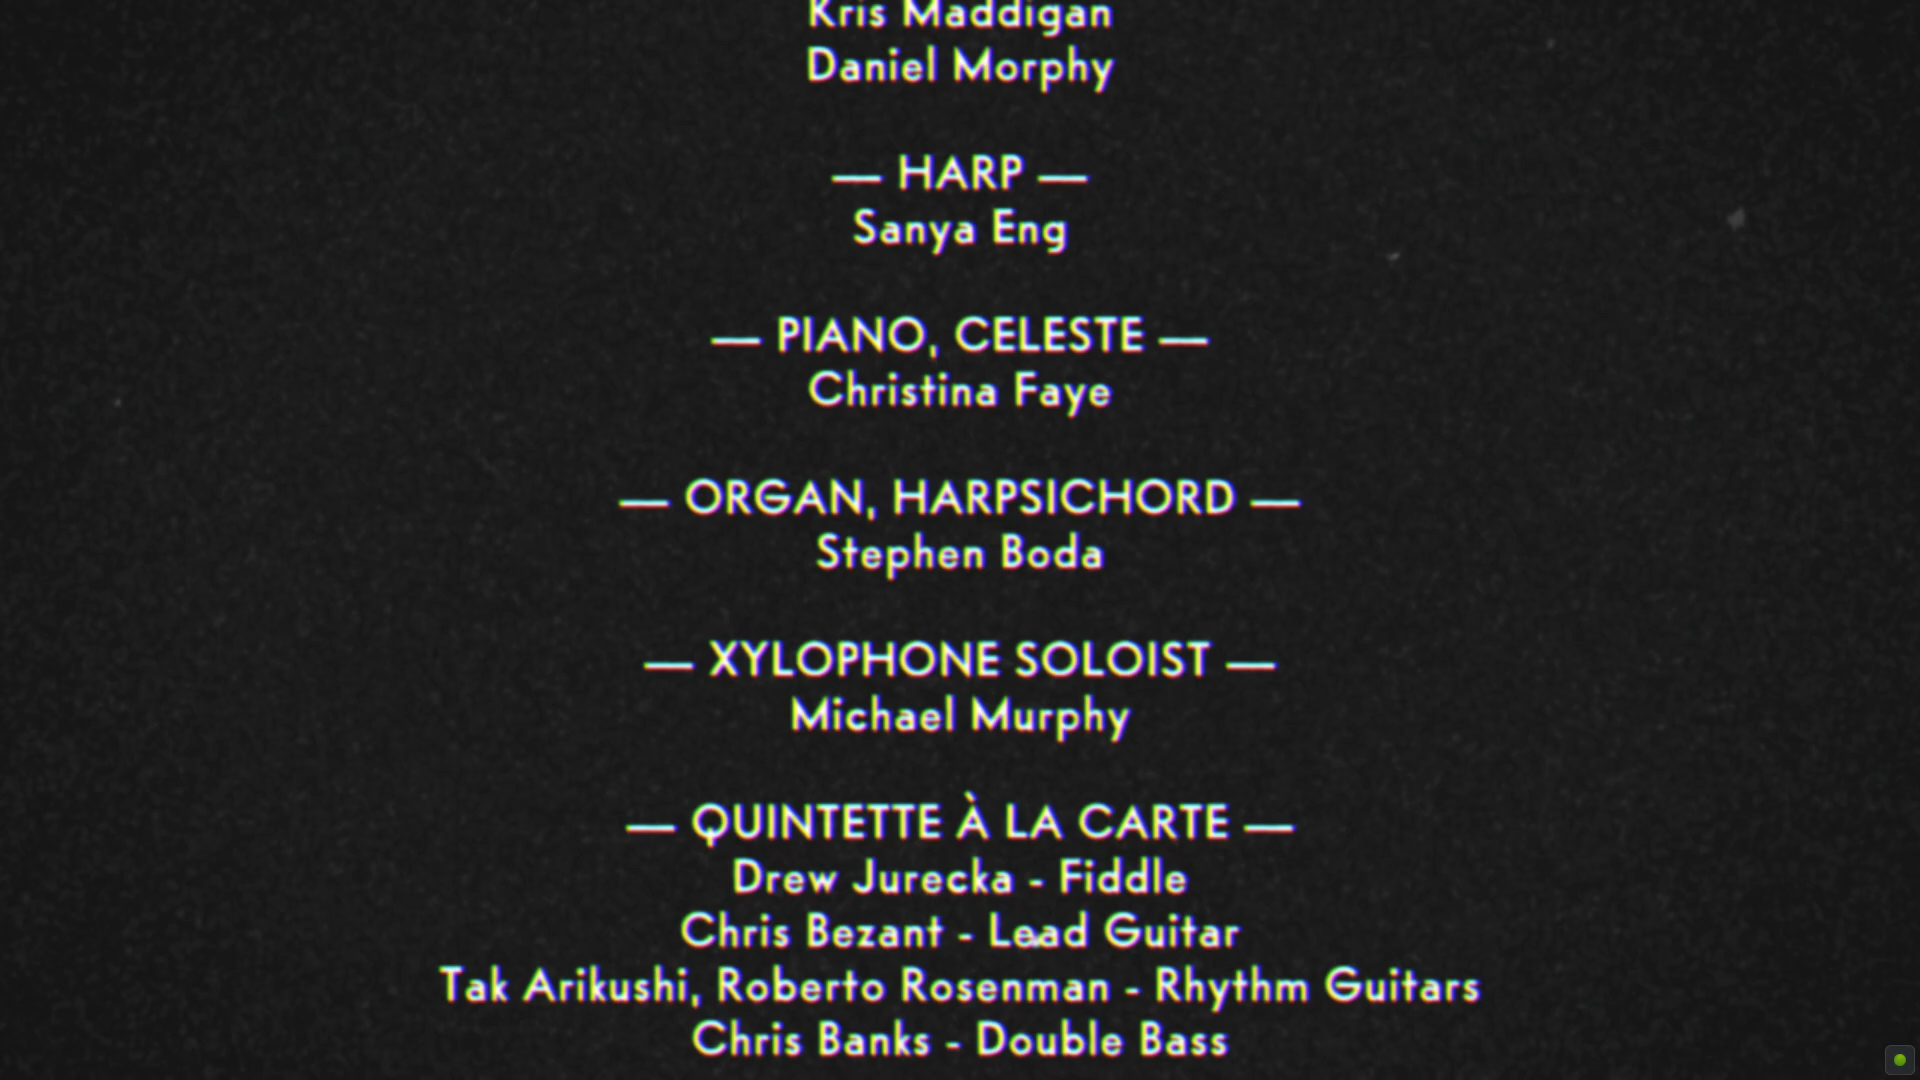 Kris Maddigan
Daniel Morphy
— HARP —
Sanya Eng
— PIANO, CELESTE —
Christina Faye
— ORGAN, HARPSICHORD —
Stephen Boda
— XYLOPHONE SOLOIST —
Michael Murphy
— QUINTETTE À LA CARTE —
Drew Jurecka - Fiddle
Chris Bezant - Lead Guitar
Tak Arikushi, Roberto Rosenman - Rhythm Guitars
Chris Banks - Double Bass